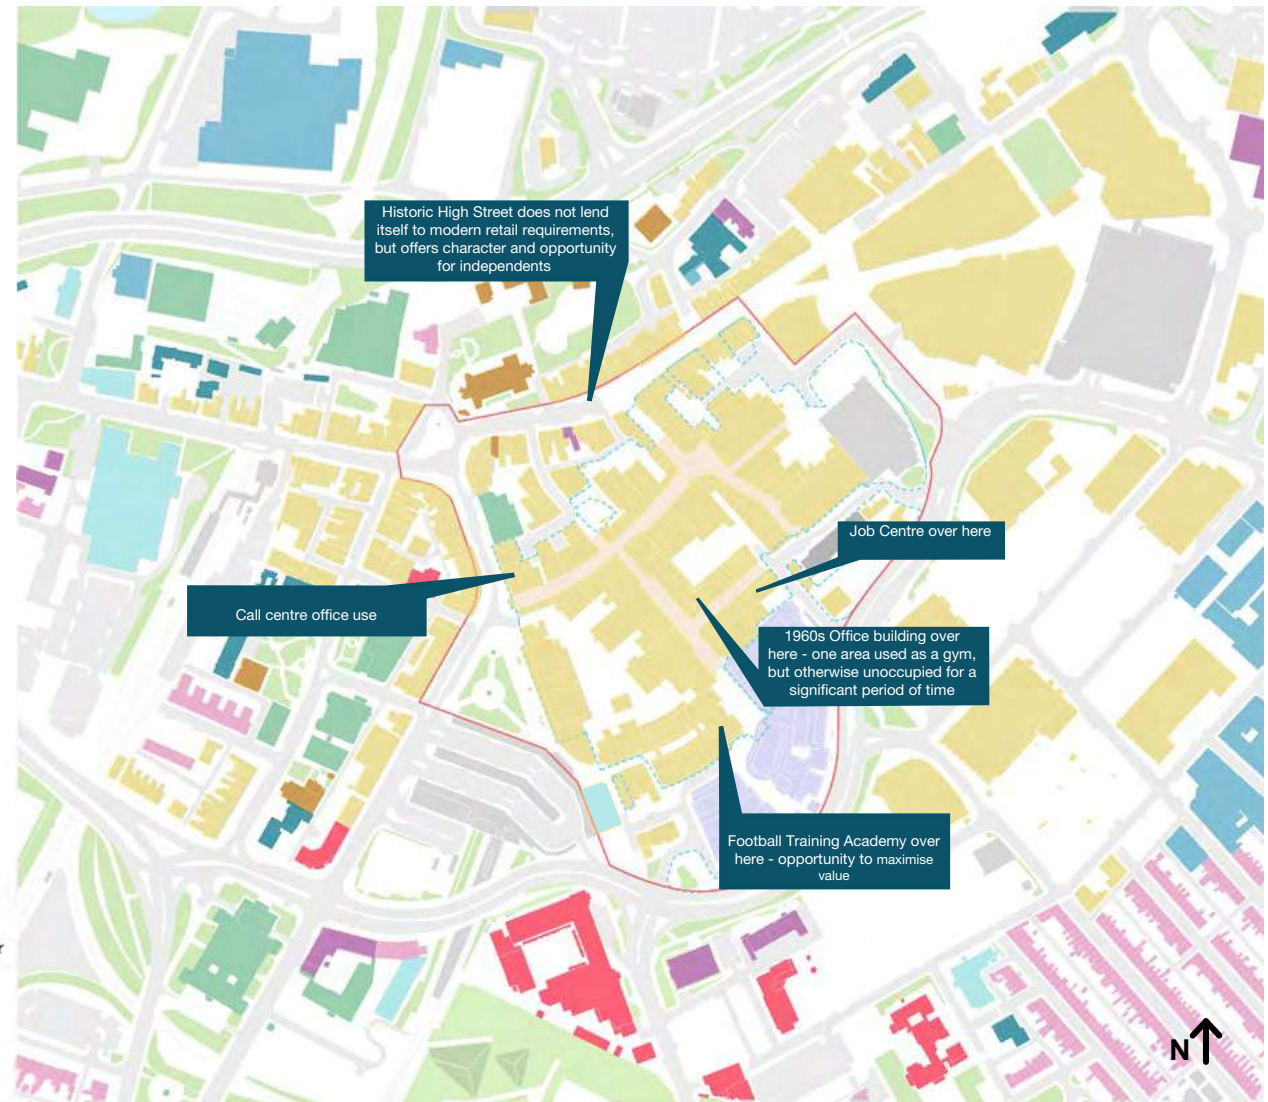 Historic High Street does not lend
itself to modern retail requirements,
but offers character and opportunity
for independents
Job Centre over here
Call centre office use
1960s Office building over
here - one area used as a gym,
but otherwise unoccupied for a
significant period of time
Football Training Academy over
here - opportunity to maximise
value
N